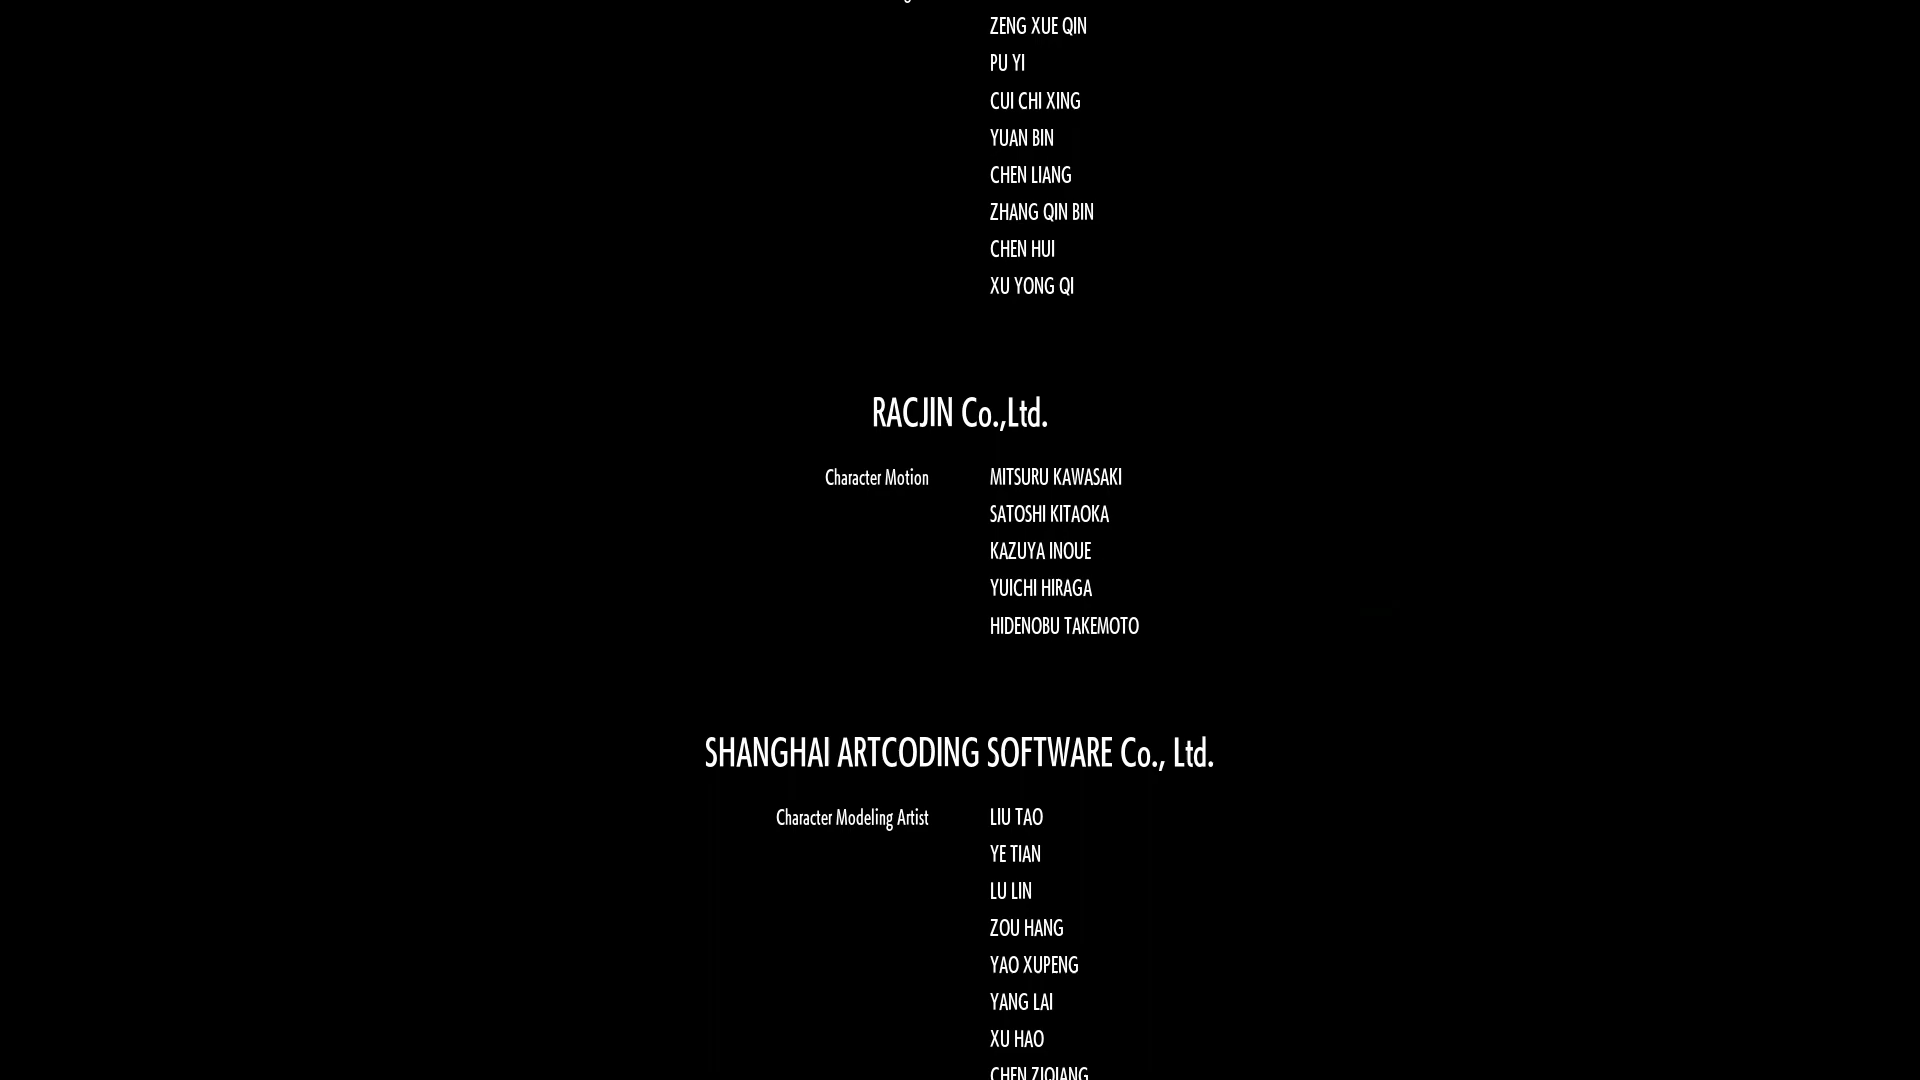 ZENG XUE QIN
PU YI
CUI CHI XING
YUAN BIN
CHEN LIANG
ZHANG QIN BIN
CHEN HUI
XU YONG QI
RACJIN Co.,Ltd.
Character Motion MITSURU KAWASAKI
SATOSHI KITAOKA
KAZUYA INOUE
YUICHI HIRAGA
HIDENOBU TAKEMOTO
SHANGHAI ARTCODING SOFTWARE Co., Ltd.
Character Modeling Artist LIU TAO
YE TIAN
LU LIN
ZOU HANG
YAO XUPENG
YANG LAI
XU HAO
CHEN ZIQIANG